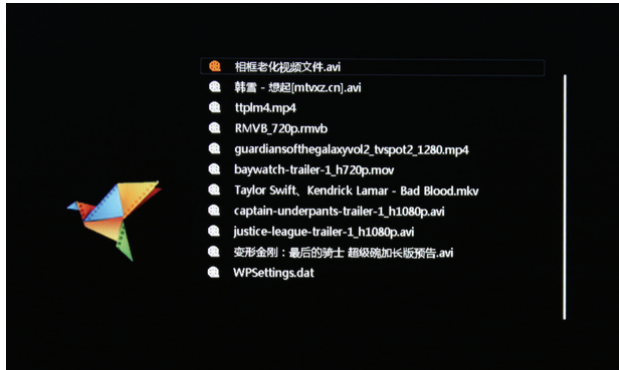 相框老化视频文件.avi
韩雪 - 想起[mtvxz.cn].avi
ttplm4.mp4
RMVB_720p.rmvb
guardiansofthegalaxyvol2_tvspot2_1280.mp4
baywatch-trailer-1_h720p.mov
Taylor Swift、Kendrick Lamar - Bad Blood.mkv
captain-underpants-trailer-1_h1080p.avi
justice-league-trailer-1_h1080p.avi
变形金刚：最后的骑士 超级碗加长版预告.avi
WPSettings.dat